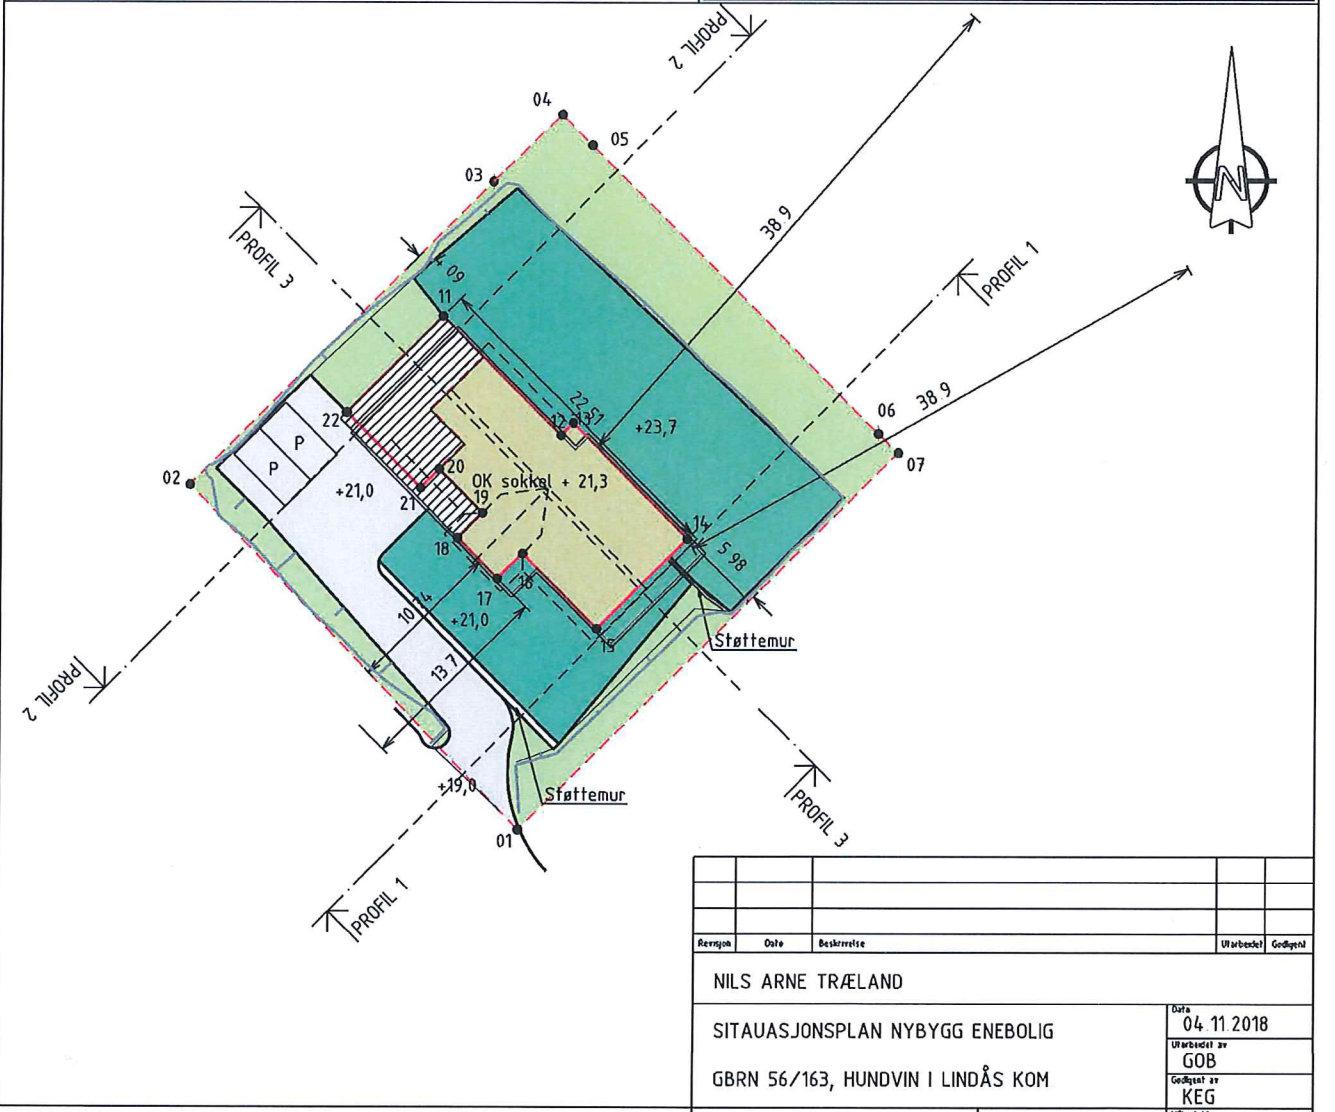 PROFIL 2
04
05
03
38.9
N
PROFIL 3
PROFIL 1
4.09
11
22.51
38.9
06
07
12
13
+23,7
22
P
P
20
OK sokkel + 21,3
02
+21,0
21
19
14
18
5.98
16
17
10.14
+21,0
15
Støttemur
13.7
PROFIL 2
+19,0
Støttemur
PROFIL 3
01
PROFIL 1
Revisjon Dato Beskrivelse Utarbeidet Godkjent
NILS ARNE TRÆLAND
SITAUASJONSPLAN NYBYGG ENEBOLIG
GBRN 56/163, HUNDVIN I LINDÅS KOM
Dato
04.11.2018
Utarbeidet av
GOB
Godkjent av
KEG